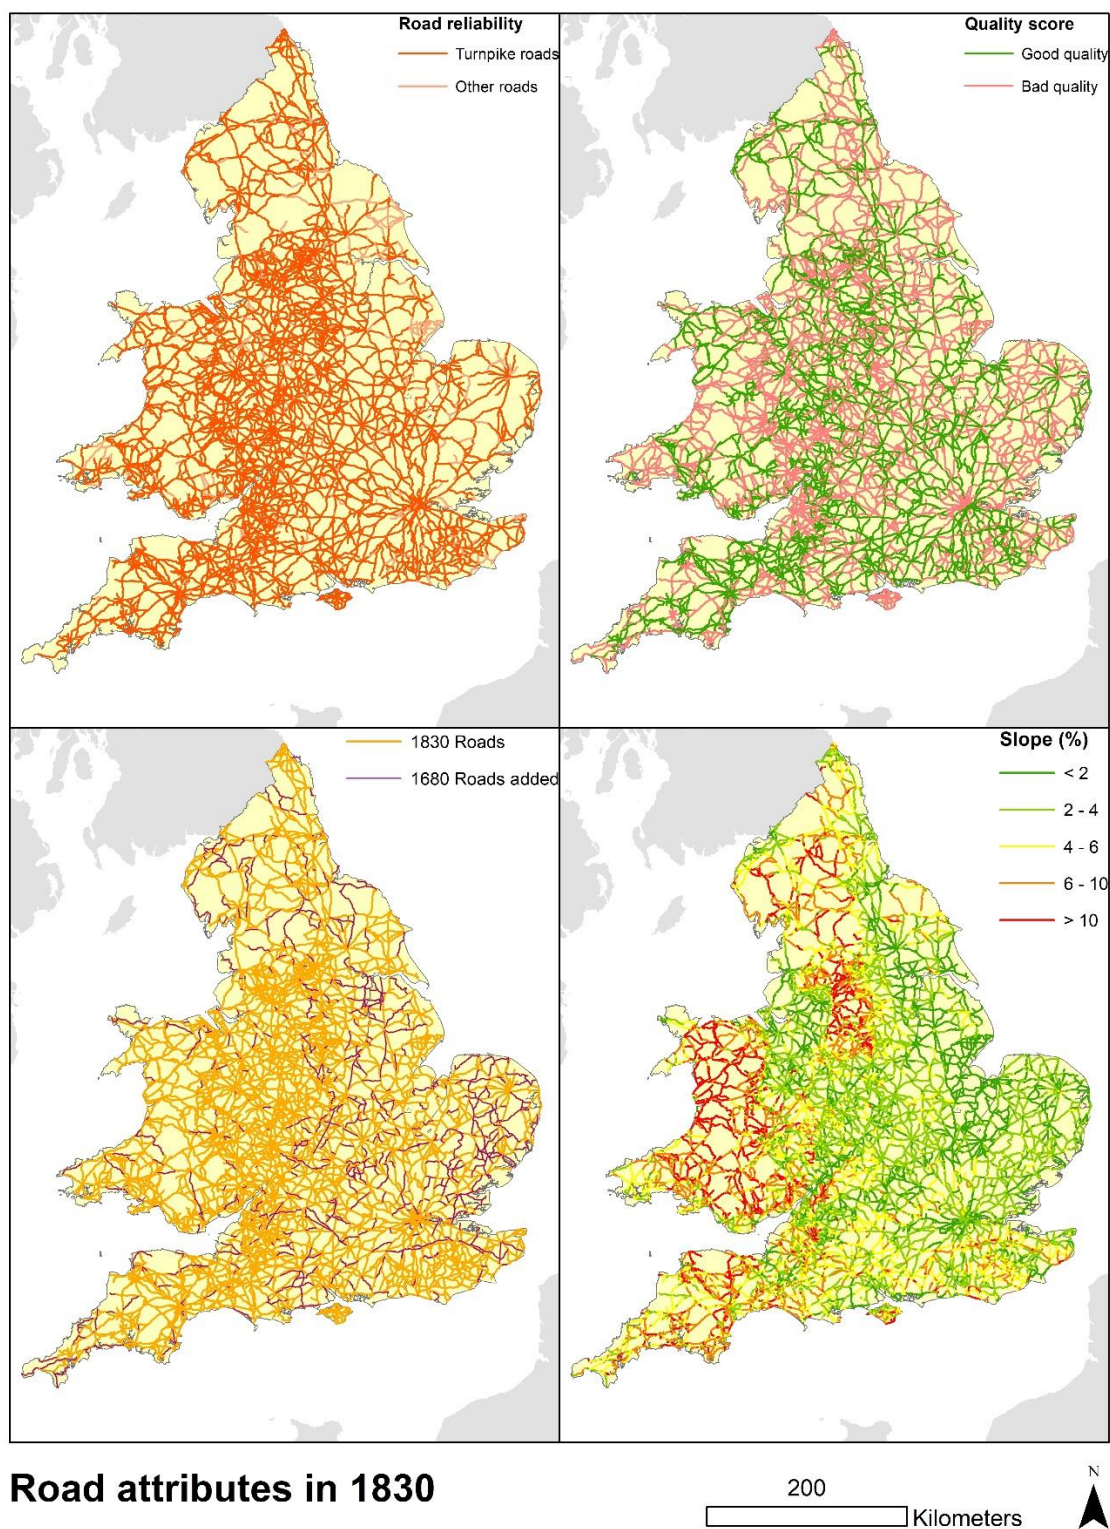 Road reliability
Turnpike roads
Other roads
Quality score
Good quality
Bad quality
1830 Roads
1680 Roads added
Slope (%)
< 2
2 - 4
4 - 6
6 - 10
> 10
Road attributes in 1830
200
Kilometers
N